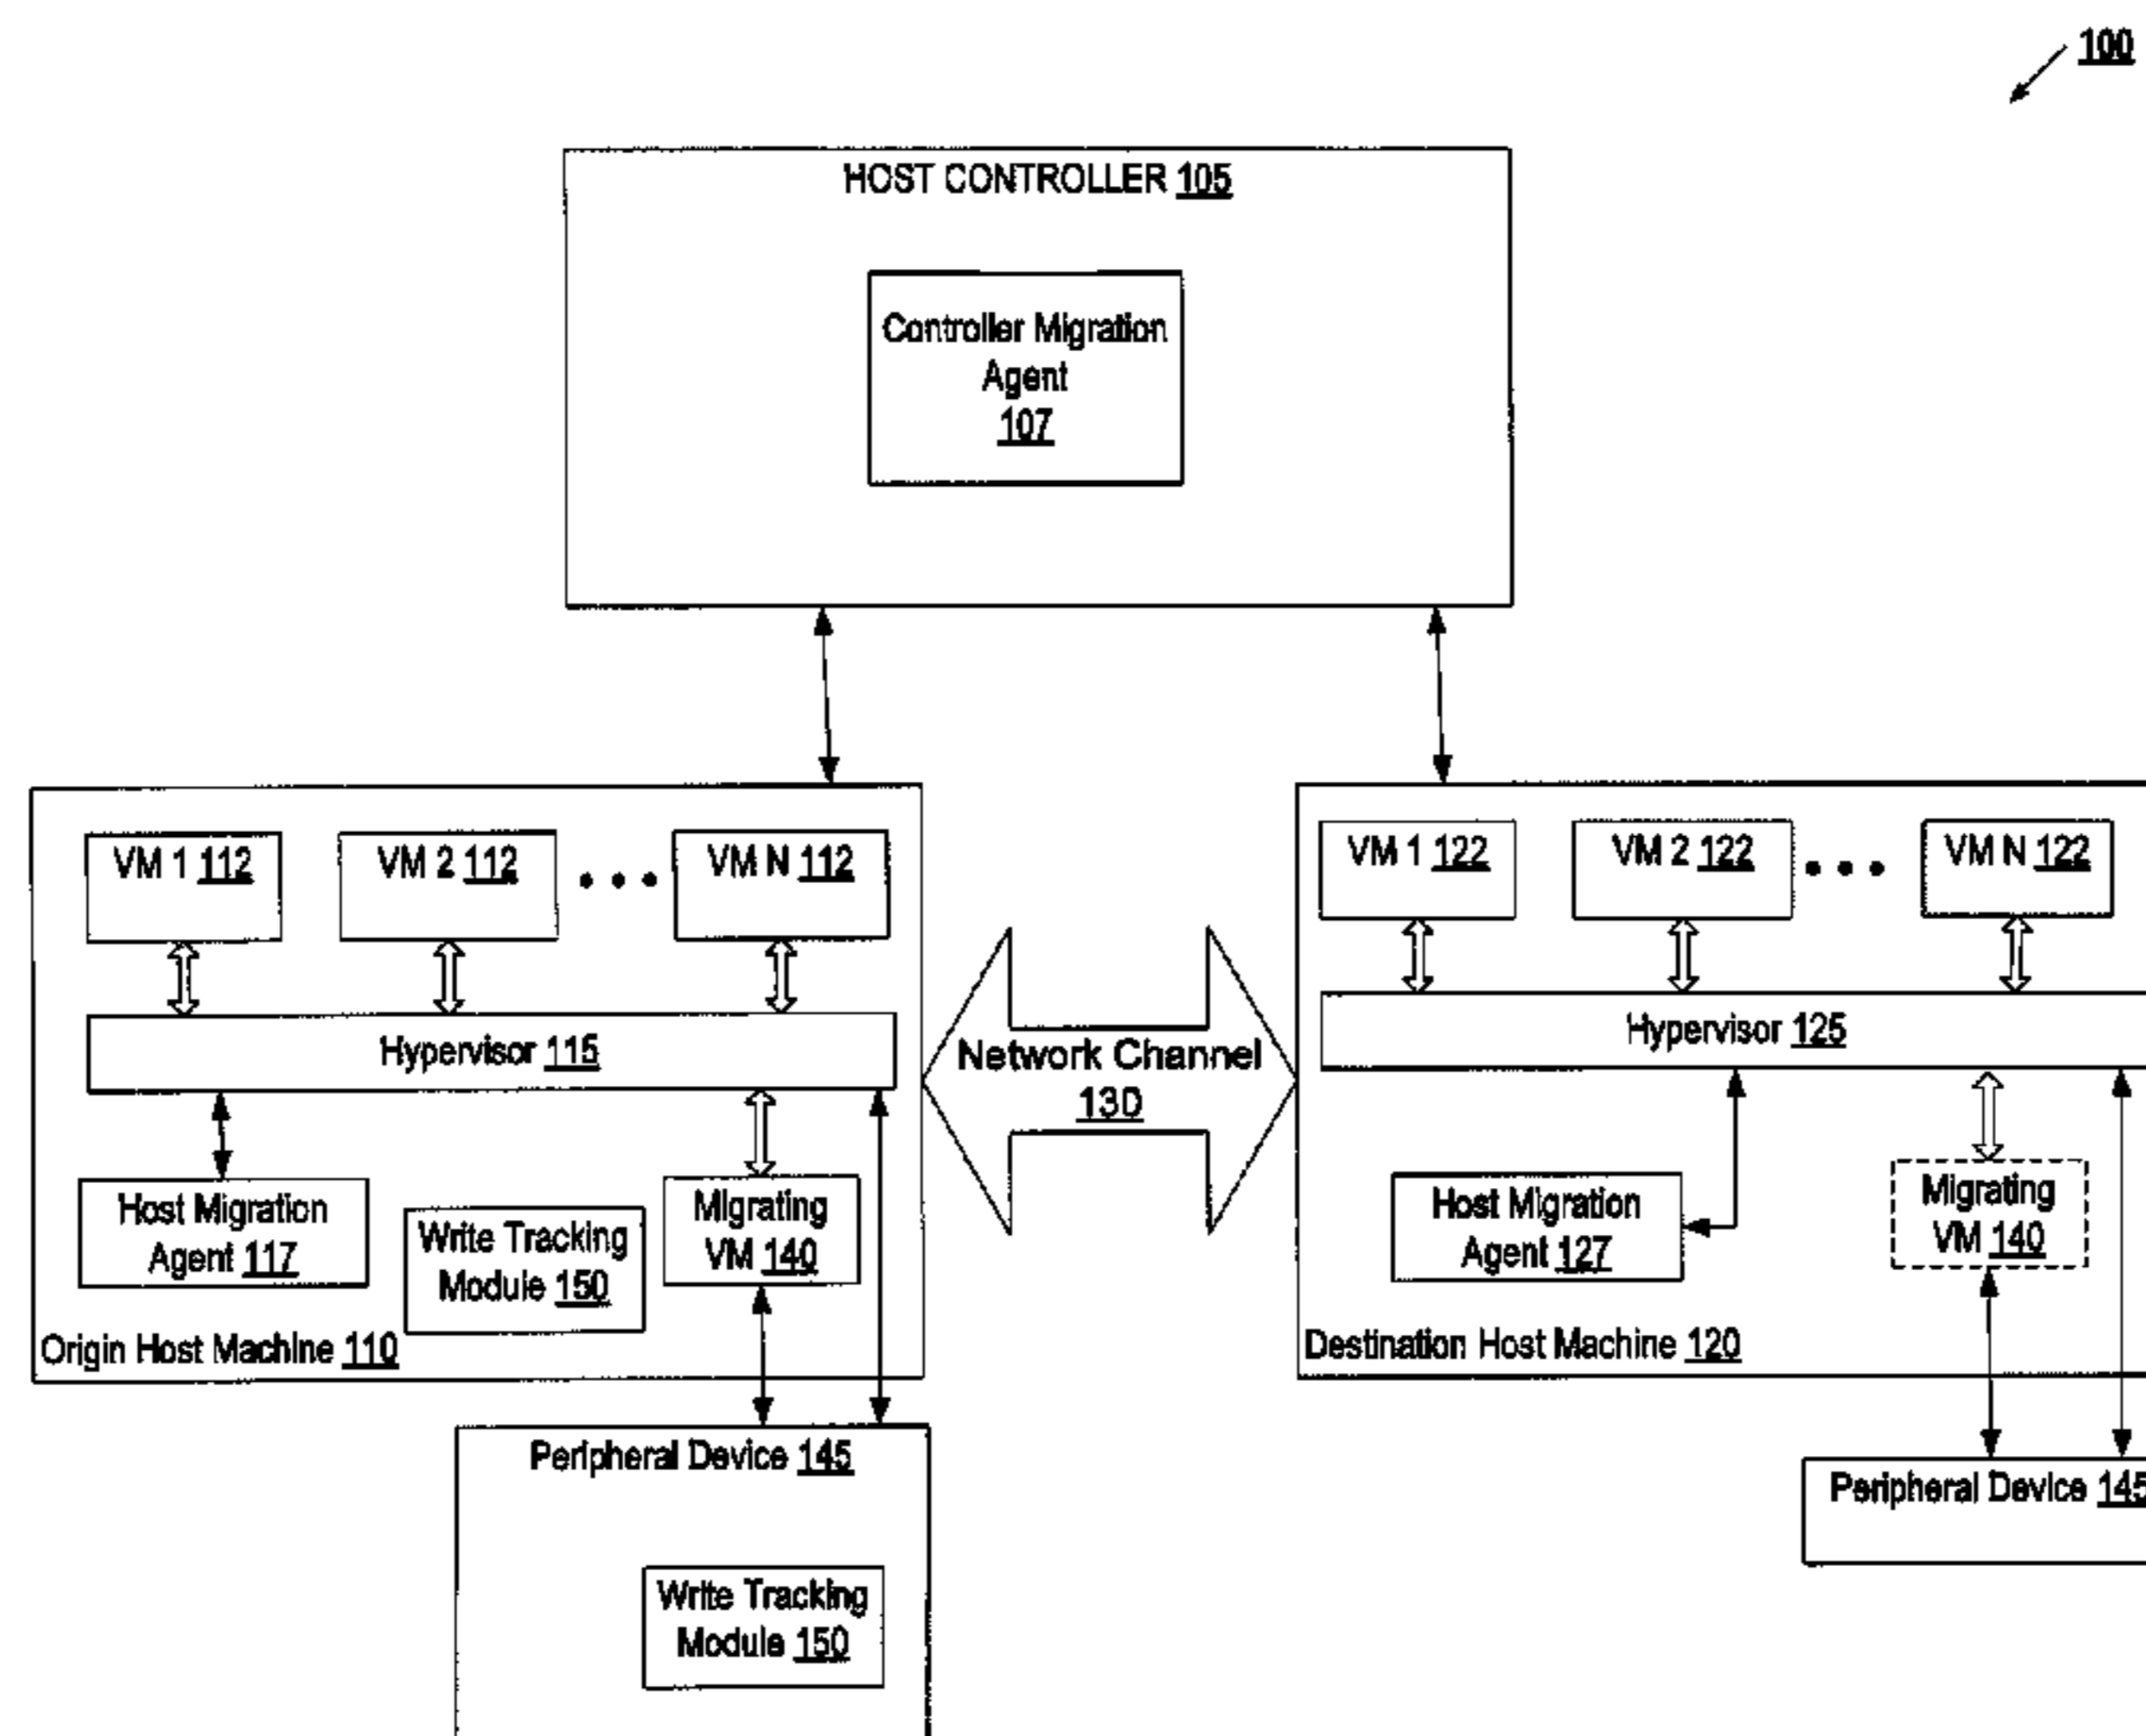 100
HOST CONTROLLER 105
Controller Migration
Agent
107
VM 1 112
VM 2 112
VM N 112
VM 1 122
VM 2 122
VM N 122
Hypervisor 115
Hypervisor 125
Network Channel
130
Host Migration
Agent 117
Write Tracking
Module 150
Migrating
VM 140
Host Migration
Agent 127
Migrating
VM 140
Origin Host Machine 110
Destination Host Machine 120
Peripheral Device 145
Peripheral Device 145
Write Tracking
Module 150